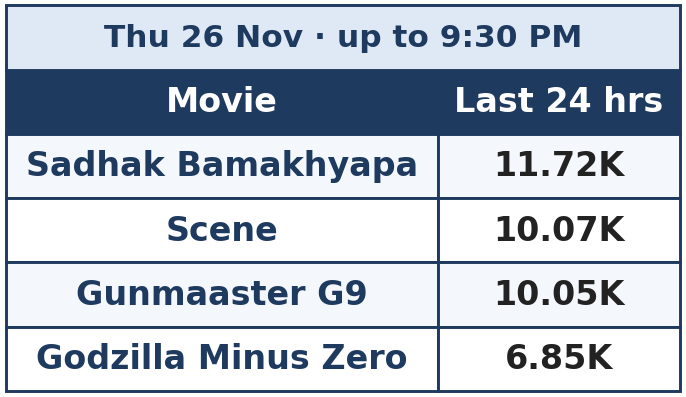 Thu 26 Nov · up to 9:30 PM
Movie Last 24 hrs
Sadhak Bamakhyapa 11.72K
Scene 10.07K
Gunmaaster G9 10.05K
Godzilla Minus Zero 6.85K